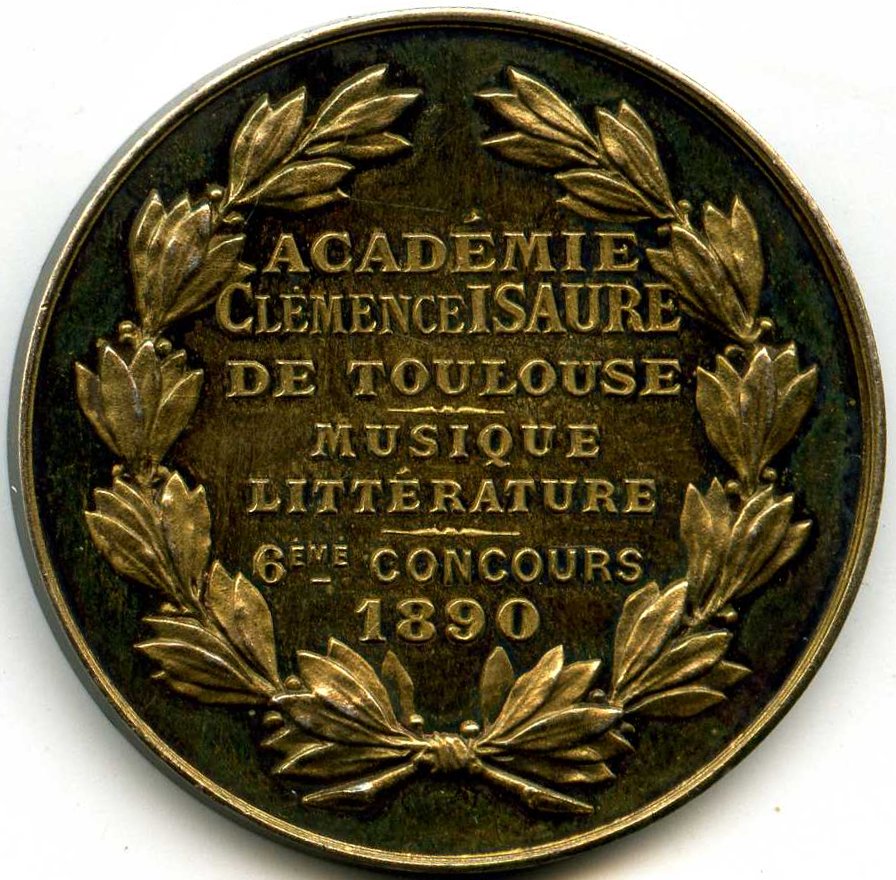 ACADÉMIE
CLÉMENCE ISAURE
DE TOULOUSE
MUSIQUE
LITTÉRATURE
6ÈME CONCOURS
1890